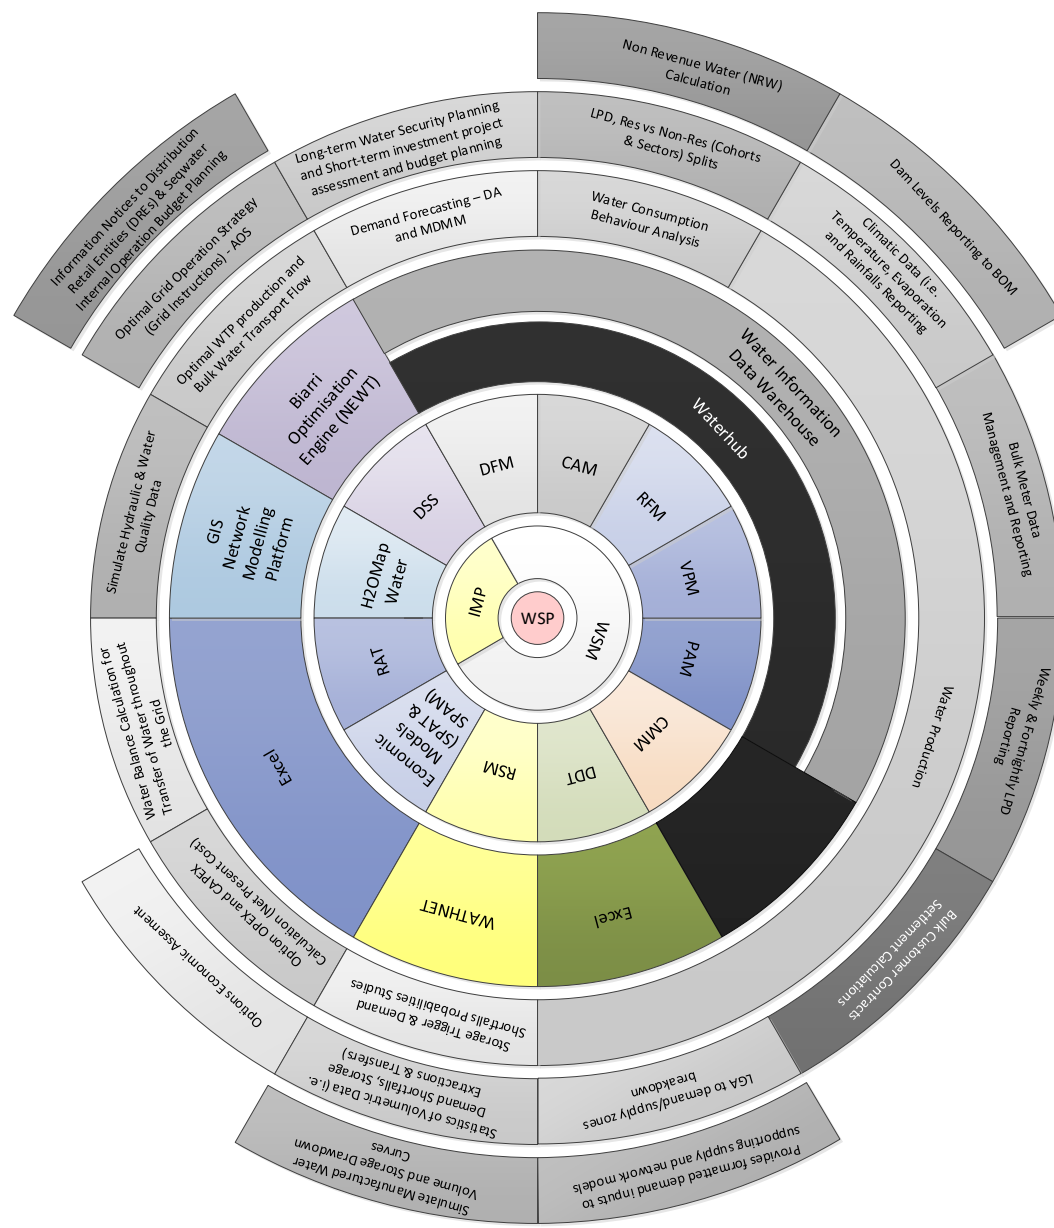 Non Revenue Water (NRW)
Calculation
Dam Levels Reporting to BOM
Information Notices to Distribution
Retail Entities (DREs) & Seqwater
Internal Operation Budget Planning
Long-term Water Security Planning
and Short-term investment project
assessment and budget planning
LPD, Res vs Non-Res (Cohorts
& Sectors) Splits
Climatic Data (i.e.
Temperature, Evaporation
and Rainfalls Reporting
Optimal Grid Operation Strategy
(Grid Instructions) - AOS
Demand Forecasting – DA
and MDMM
Water Consumption
Behaviour Analysis
Optimal WTP production and
Bulk Water Transport Flow
Water Information
Data Warehouse
Waterhub
Biarri
Optimisation
Engine (NEWT)
Bulk Meter Data
Management and Reporting
Simulate Hydraulic & Water
Quality Data
GIS
Network
Modelling
Platform
DFM
CAM
DSS
RFM
H2OMap
Water
VPM
IMP
WSP
WSM
RAT
PAM
Economic
Models
(SPAT &
SPAM)
CMM
RSM
DDT
Excel
WATHNET
Excel
Water Production
Weekly & Fortnightly LPD
Reporting
Water Balance Calculation for
Transfer of Water throughout
the Grid
Bulk Customer Contracts
Settlement Calculations
Option OPEX and CAPEX
Calculation (Net Present Cost)
Options Economic Assement
Storage Trigger & Demand
Shortfalls Probabilities Studies
Statistics of Volumetric Data (i.e.
Demand Shortfalls, Storage
Extractions & Transfers)
LGA to demand/supply zones
breakdown
Simulate Manufactured Water
Volume and Storage Drawdown
Curves
Provides formatted demand inputs to
supporting supply and network models